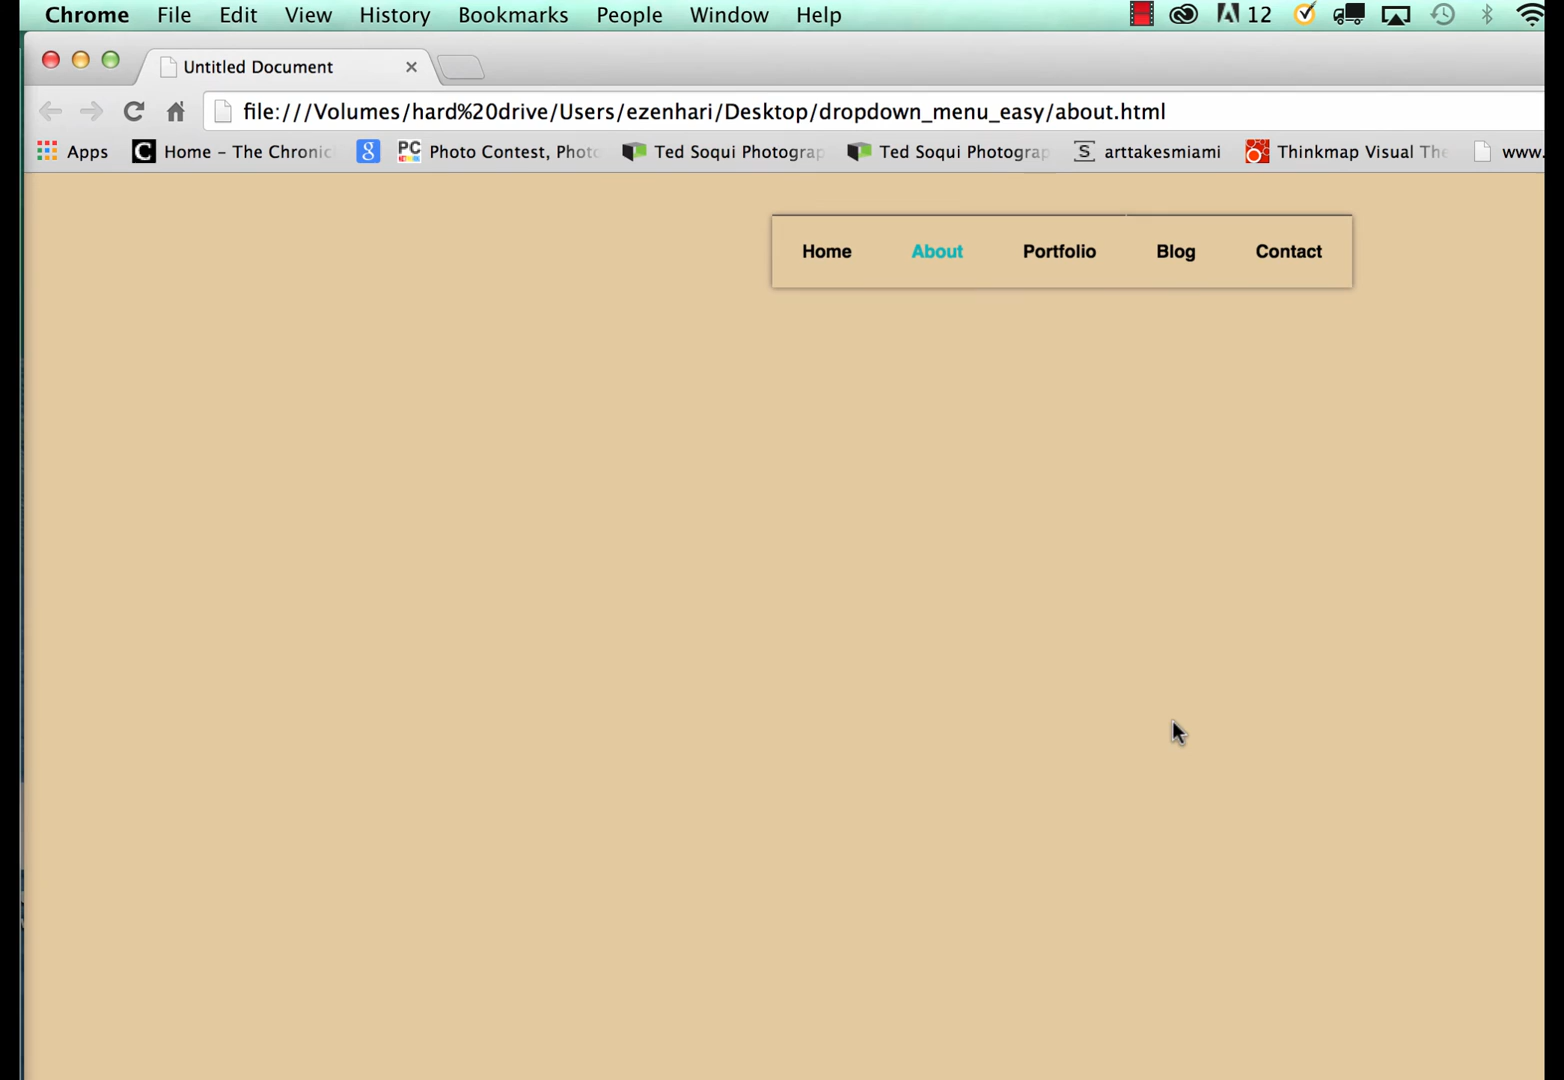 Chrome File Edit View History Bookmarks People Window Help 12
Untitled Document
file:///Volumes/hard%20drive/Users/ezenhari/Desktop/dropdown_menu_easy/about.html
Apps C Home – The Chronic g PC Photo Contest, Photo Ted Soqui Photograp Ted Soqui Photograp S arttakesmiami Thinkmap Visual The www.
Home About Portfolio Blog Contact